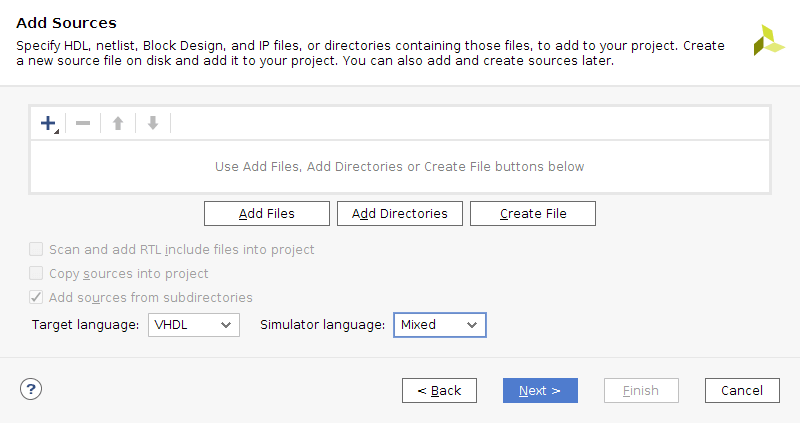 Add Sources
Specify HDL, netlist, Block Design, and IP files, or directories containing those files, to add to your project. Create
a new source file on disk and add it to your project. You can also add and create sources later.
Use Add Files, Add Directories or Create File buttons below
Add Files
Add Directories
Create File
Scan and add RTL include files into project
Copy sources into project
Add sources from subdirectories
Target language: VHDL Simulator language: Mixed
? < Back Next > Finish Cancel